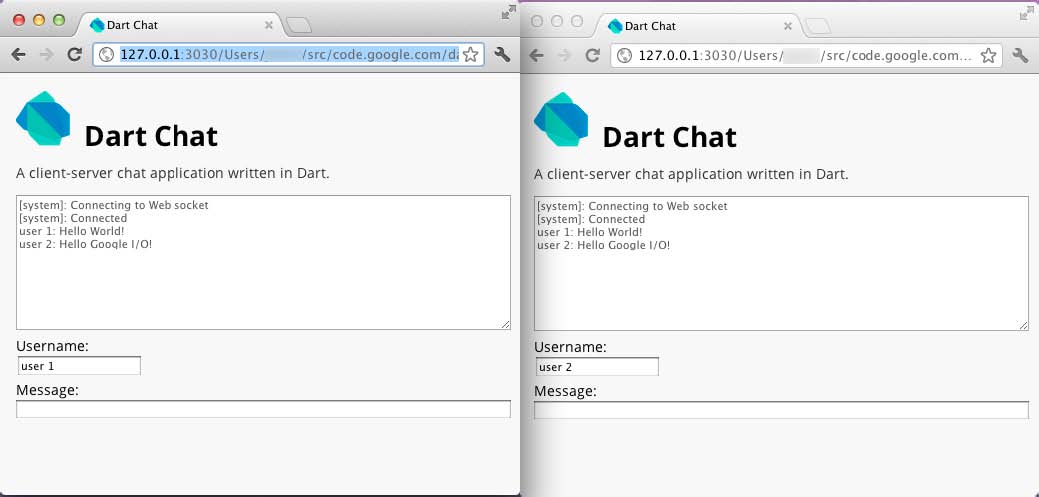 Dart Chat
127.0.0.1:3030/Users/ /src/code.google.com/da
Dart Chat
A client-server chat application written in Dart.
[system]: Connecting to Web socket
[system]: Connected
user 1: Hello World!
user 2: Hello Google I/O!
Username:
user 1
Message:
Dart Chat
127.0.0.1:3030/Users/ /src/code.google.com...
Dart Chat
A client-server chat application written in Dart.
[system]: Connecting to Web socket
[system]: Connected
user 1: Hello World!
user 2: Hello Google I/O!
Username:
user 2
Message: